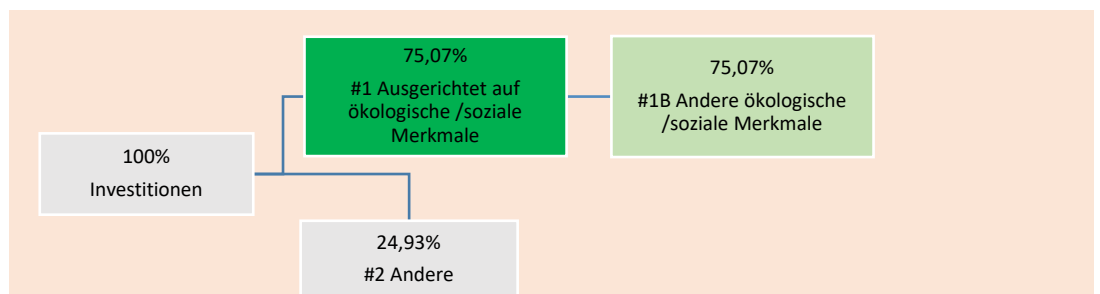 75,07%
#1 Ausgerichtet auf
ökologische /soziale
Merkmale
75,07%
#1B Andere ökologische
/soziale Merkmale
100%
Investitionen
24,93%
#2 Andere